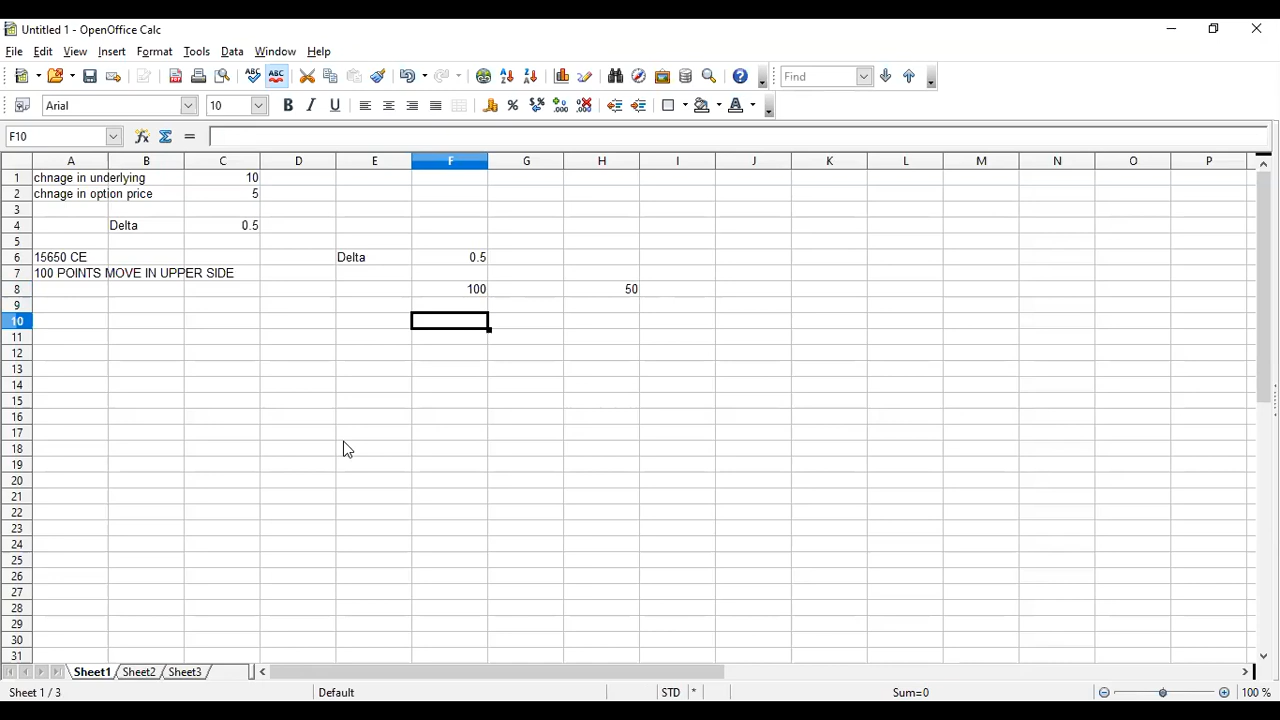 Untitled 1 - OpenOffice Calc
File Edit View Insert Format Tools Data Window Help
Find
Arial 10
F10
A B C D E F G H I J K L M N O P
1 chnage in underlying 10
2 chnage in option price 5
3
4 Delta 0.5
5
6 15650 CE Delta 0.5
7 100 POINTS MOVE IN UPPER SIDE
8 100 50
9
10
11
12
13
14
15
16
17
18
19
20
21
22
23
24
25
26
27
28
29
30
31
Sheet1 Sheet2 Sheet3
Sheet 1 / 3 Default STD * Sum=0 100 %